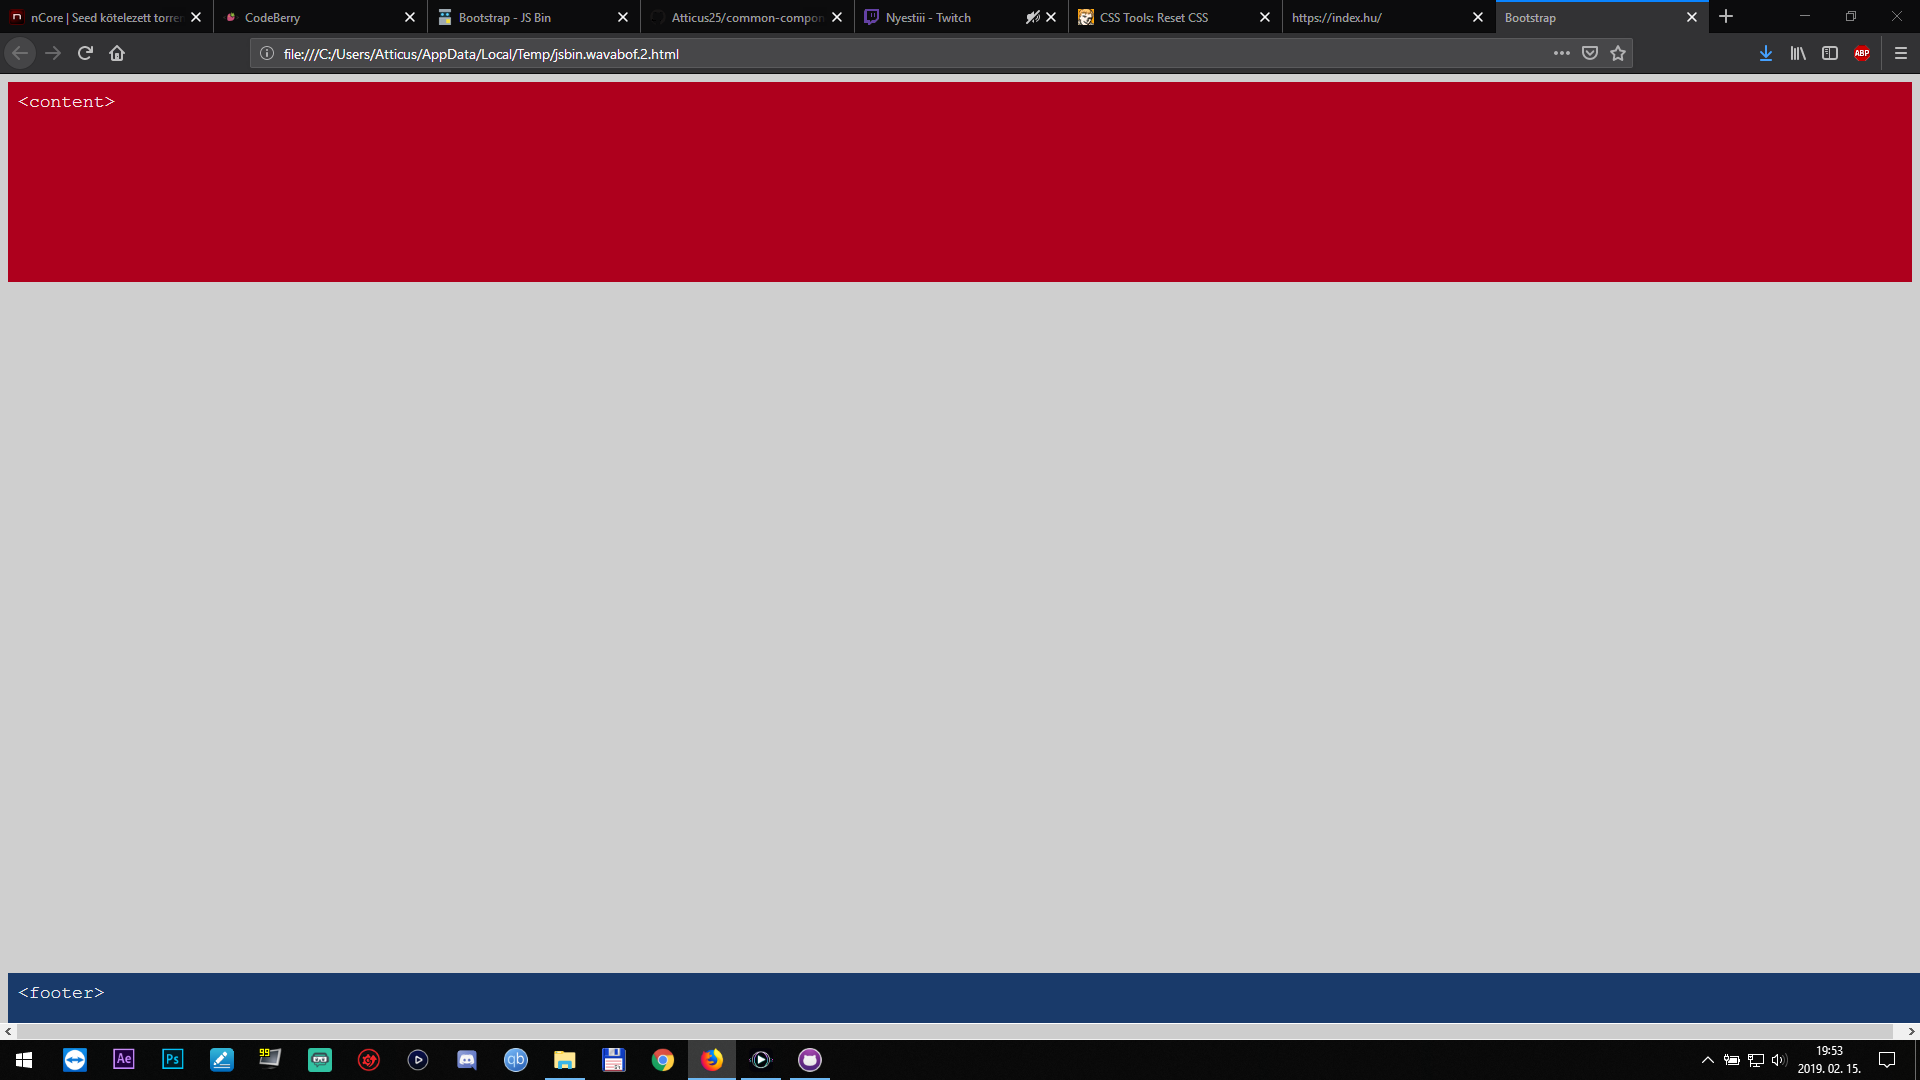 nCore | Seed kötelezett torre
CodeBerry
Bootstrap - JS Bin
Atticus25/common-compon
Nyestiii - Twitch
CSS Tools: Reset CSS
https://index.hu/
Bootstrap
file:///C:/Users/Atticus/AppData/Local/Temp/jsbin.wavabof.2.html
ABP
<content>
<footer>
Ae
Ps
99
qb
19:53
2019. 02. 15.